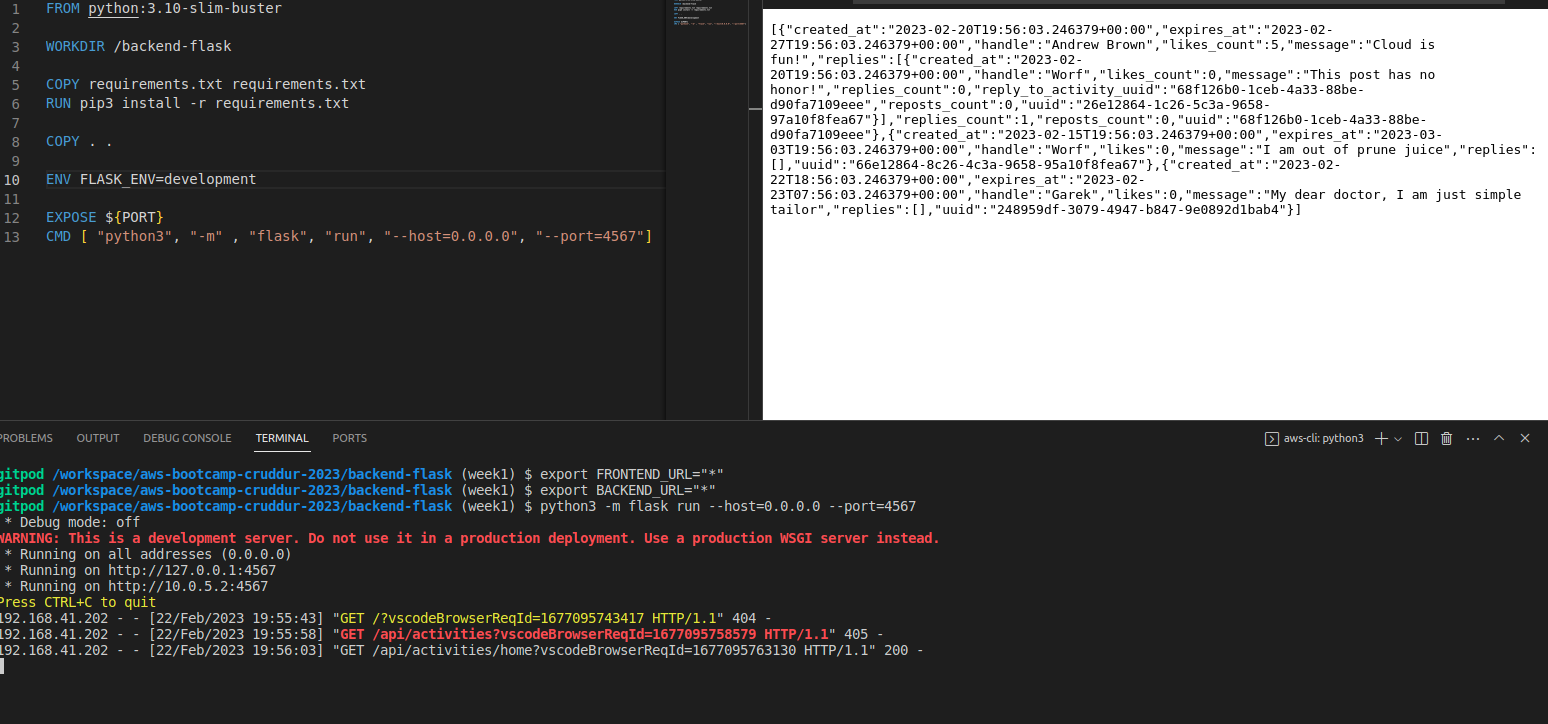 1 FROM python:3.10-slim-buster
2
3 WORKDIR /backend-flask
4
5 COPY requirements.txt requirements.txt
6 RUN pip3 install -r requirements.txt
7
8 COPY . .
9
10 ENV FLASK_ENV=development
11
12 EXPOSE ${PORT}
13 CMD [ "python3", "-m" , "flask", "run", "--host=0.0.0.0", "--port=4567"]
[{"created_at":"2023-02-20T19:56:03.246379+00:00","expires_at":"2023-02-
27T19:56:03.246379+00:00","handle":"Andrew Brown","likes_count":5,"message":"Cloud is
fun!","replies":[{"created_at":"2023-02-
20T19:56:03.246379+00:00","handle":"Worf","likes_count":0,"message":"This post has no
honor!","replies_count":0,"reply_to_activity_uuid":"68f126b0-1ceb-4a33-88be-
d90fa7109eee","reposts_count":0,"uuid":"26e12864-1c26-5c3a-9658-
97a10f8fea67"}],"replies_count":1,"reposts_count":0,"uuid":"68f126b0-1ceb-4a33-88be-
d90fa7109eee"},{"created_at":"2023-02-15T19:56:03.246379+00:00","expires_at":"2023-03-
03T19:56:03.246379+00:00","handle":"Worf","likes":0,"message":"I am out of prune juice","replies":
[],"uuid":"66e12864-8c26-4c3a-9658-95a10f8fea67"},{"created_at":"2023-02-
22T18:56:03.246379+00:00","expires_at":"2023-02-
23T07:56:03.246379+00:00","handle":"Garek","likes":0,"message":"My dear doctor, I am just simple
tailor","replies":[],"uuid":"248959df-3079-4947-b847-9e0892d1bab4"}]
PROBLEMS OUTPUT DEBUG CONSOLE TERMINAL PORTS aws-cli: python3
gitpod /workspace/aws-bootcamp-cruddur-2023/backend-flask (week1) $ export FRONTEND_URL="*"
gitpod /workspace/aws-bootcamp-cruddur-2023/backend-flask (week1) $ export BACKEND_URL="*"
gitpod /workspace/aws-bootcamp-cruddur-2023/backend-flask (week1) $ python3 -m flask run --host=0.0.0.0 --port=4567
* Debug mode: off
WARNING: This is a development server. Do not use it in a production deployment. Use a production WSGI server instead.
* Running on all addresses (0.0.0.0)
* Running on http://127.0.0.1:4567
* Running on http://10.0.5.2:4567
Press CTRL+C to quit
192.168.41.202 - - [22/Feb/2023 19:55:43] "GET /?vscodeBrowserReqId=1677095743417 HTTP/1.1" 404 -
192.168.41.202 - - [22/Feb/2023 19:55:58] "GET /api/activities?vscodeBrowserReqId=1677095758579 HTTP/1.1" 405 -
192.168.41.202 - - [22/Feb/2023 19:56:03] "GET /api/activities/home?vscodeBrowserReqId=1677095763130 HTTP/1.1" 200 -